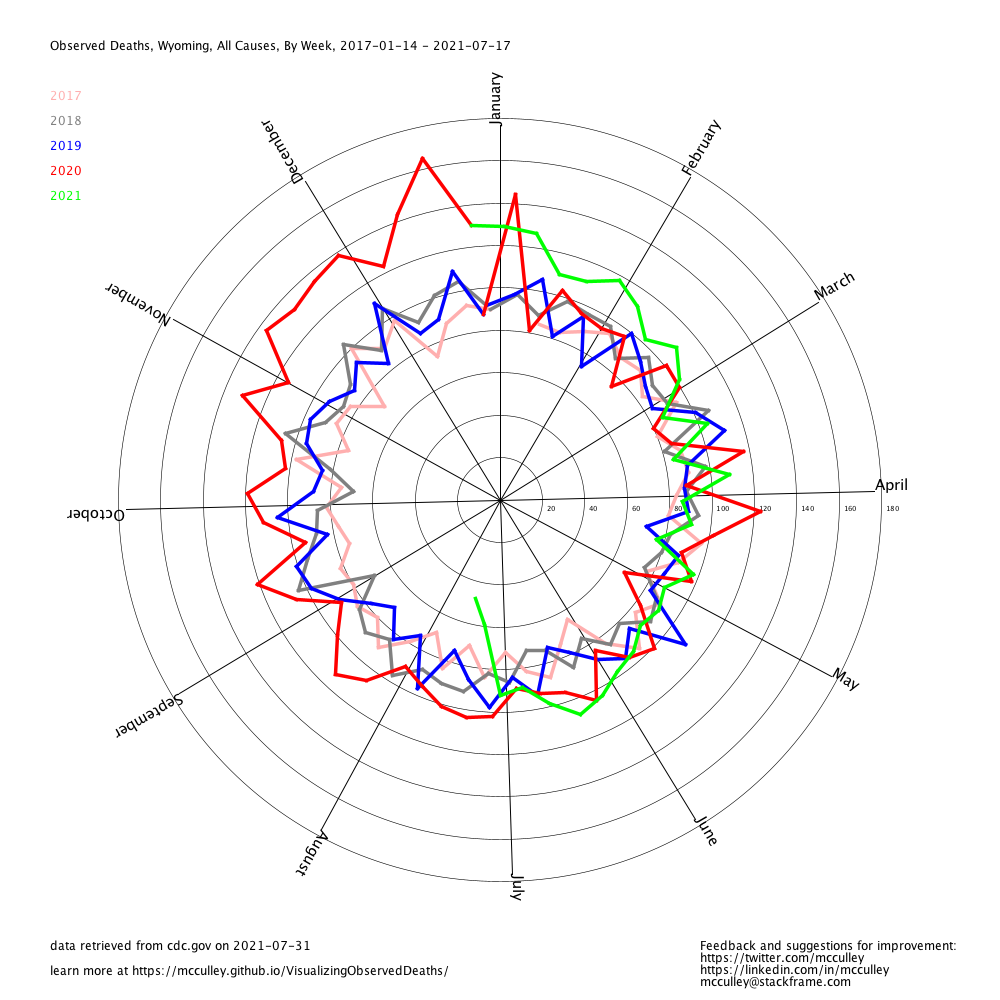 Observed Deaths, Wyoming, All Causes, By Week, 2017-01-14 - 2021-07-17
2017
2018
2019
2020
2021
January
February
March
April
May
June
July
August
September
October
November
December
20
40
60
80
100
120
140
160
180
data retrieved from cdc.gov on 2021-07-31
learn more at https://mcculley.github.io/VisualizingObservedDeaths/
Feedback and suggestions for improvement:
https://twitter.com/mcculley
https://linkedin.com/in/mcculley
mcculley@stackframe.com